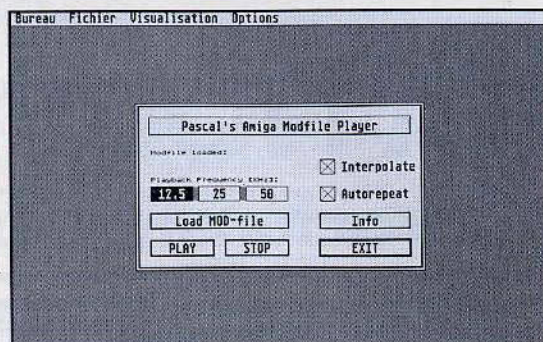 Bureau Fichier Visualisation Options
Pascal's Amiga Modfile Player
Modfile Loaded:
Interpolate
Playback Frequency [kHz]:
12.5 25 50
Autorepeat
Load MOD-file Info
PLAY STOP EXIT